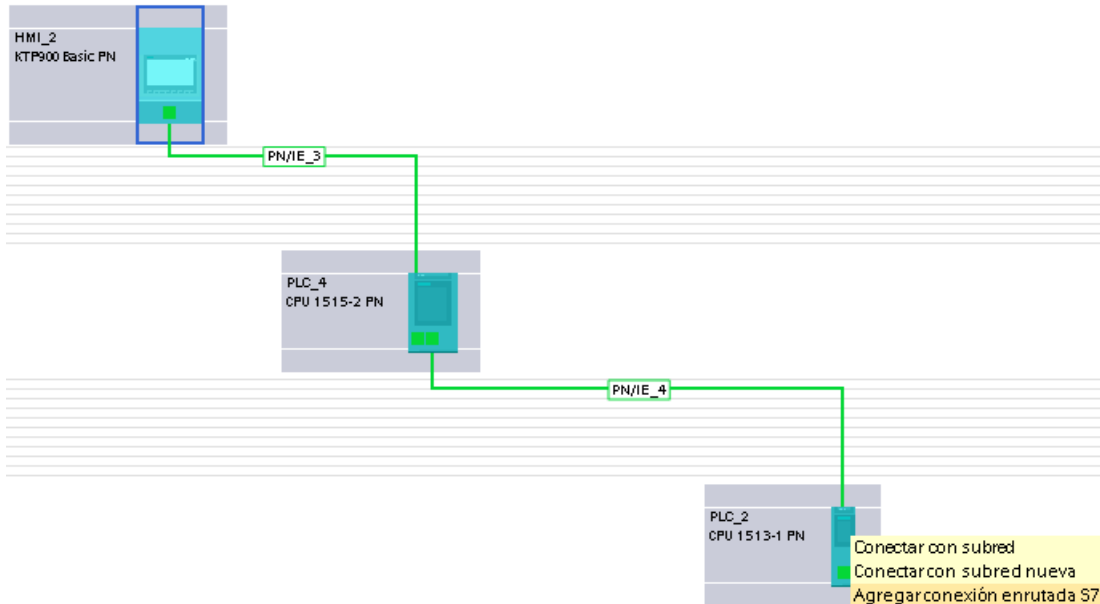 HMI_2
KTP900 Basic PN
PN/IE_3
PLC_4
CPU 1515-2 PN
PN/IE_4
PLC_2
CPU 1513-1 PN
Conectar con subred
Conectar con subred nueva
Agregar conexión enrutada S7